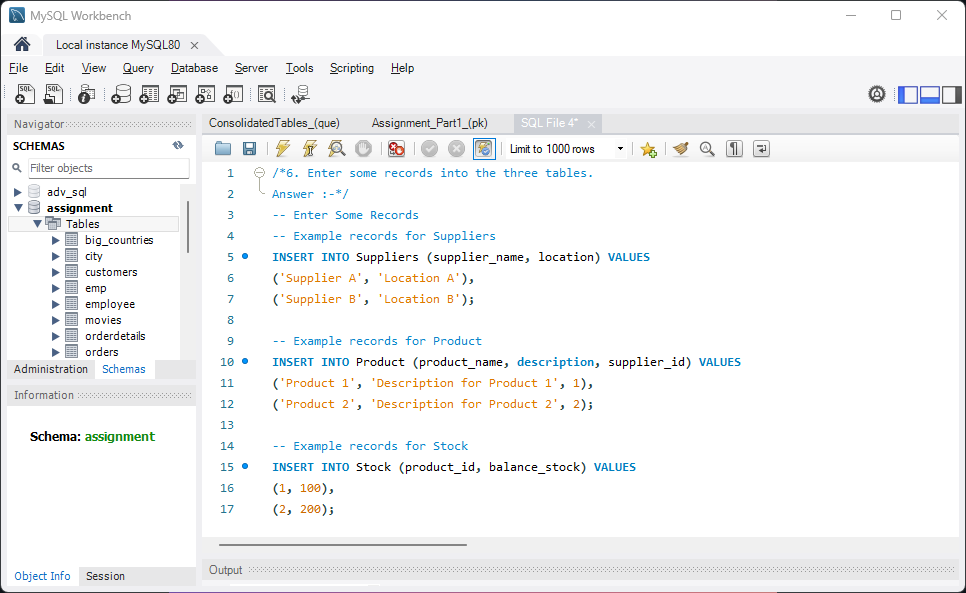 MySQL Workbench
Local instance MySQL80
File Edit View Query Database Server Tools Scripting Help
SQL SQL
Navigator
SCHEMAS
Filter objects
adv_sql
assignment
Tables
big_countries
city
customers
emp
employee
movies
orderdetails
orders
Administration Schemas
Information
Schema: assignment
Object Info Session
ConsolidatedTables_(que) Assignment_Part1_(pk) SQL File 4*
Limit to 1000 rows
1 /*6. Enter some records into the three tables.
2 Answer :-*/
3 -- Enter Some Records
4 -- Example records for Suppliers
5 INSERT INTO Suppliers (supplier_name, location) VALUES
6 ('Supplier A', 'Location A'),
7 ('Supplier B', 'Location B');
8
9 -- Example records for Product
10 INSERT INTO Product (product_name, description, supplier_id) VALUES
11 ('Product 1', 'Description for Product 1', 1),
12 ('Product 2', 'Description for Product 2', 2);
13
14 -- Example records for Stock
15 INSERT INTO Stock (product_id, balance_stock) VALUES
16 (1, 100),
17 (2, 200);
Output